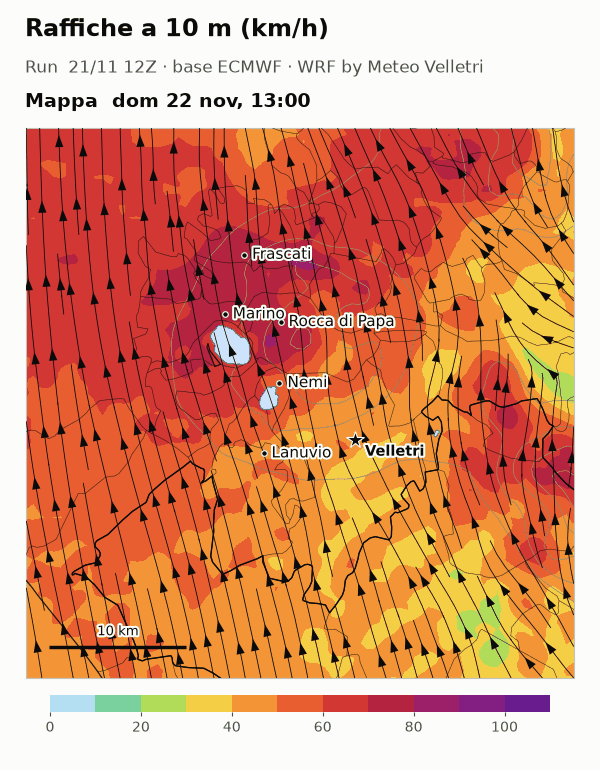 Raffiche a 10 m (km/h)
Run  21/11 12Z · base ECMWF · WRF by Meteo Velletri
Mappa  dom 22 nov, 13:00
Frascati
Marino
Rocca di Papa
Nemi
Velletri
Lanuvio
10 km
0 20 40 60 80 100